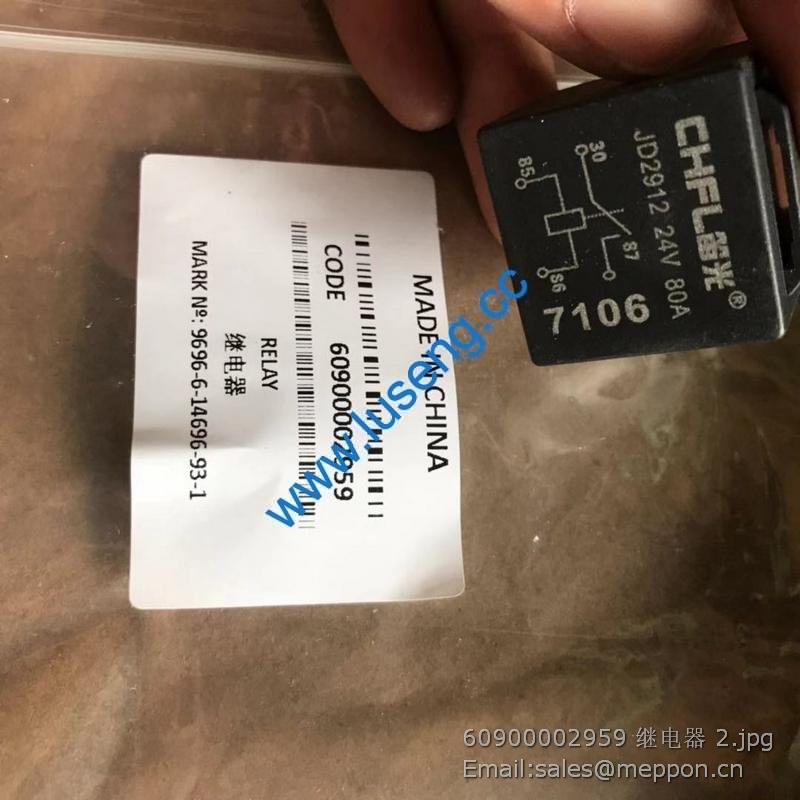 MADE IN CHINA
CODE 60900002959
RELAY
继电器
MARK №: 9696-6-14696-93-1
CHFL
JD2912 24V 80A
30
85
87
86
7106
www.luseng.cc
60900002959 继电器 2.jpg
Email:sales@meppon.cn